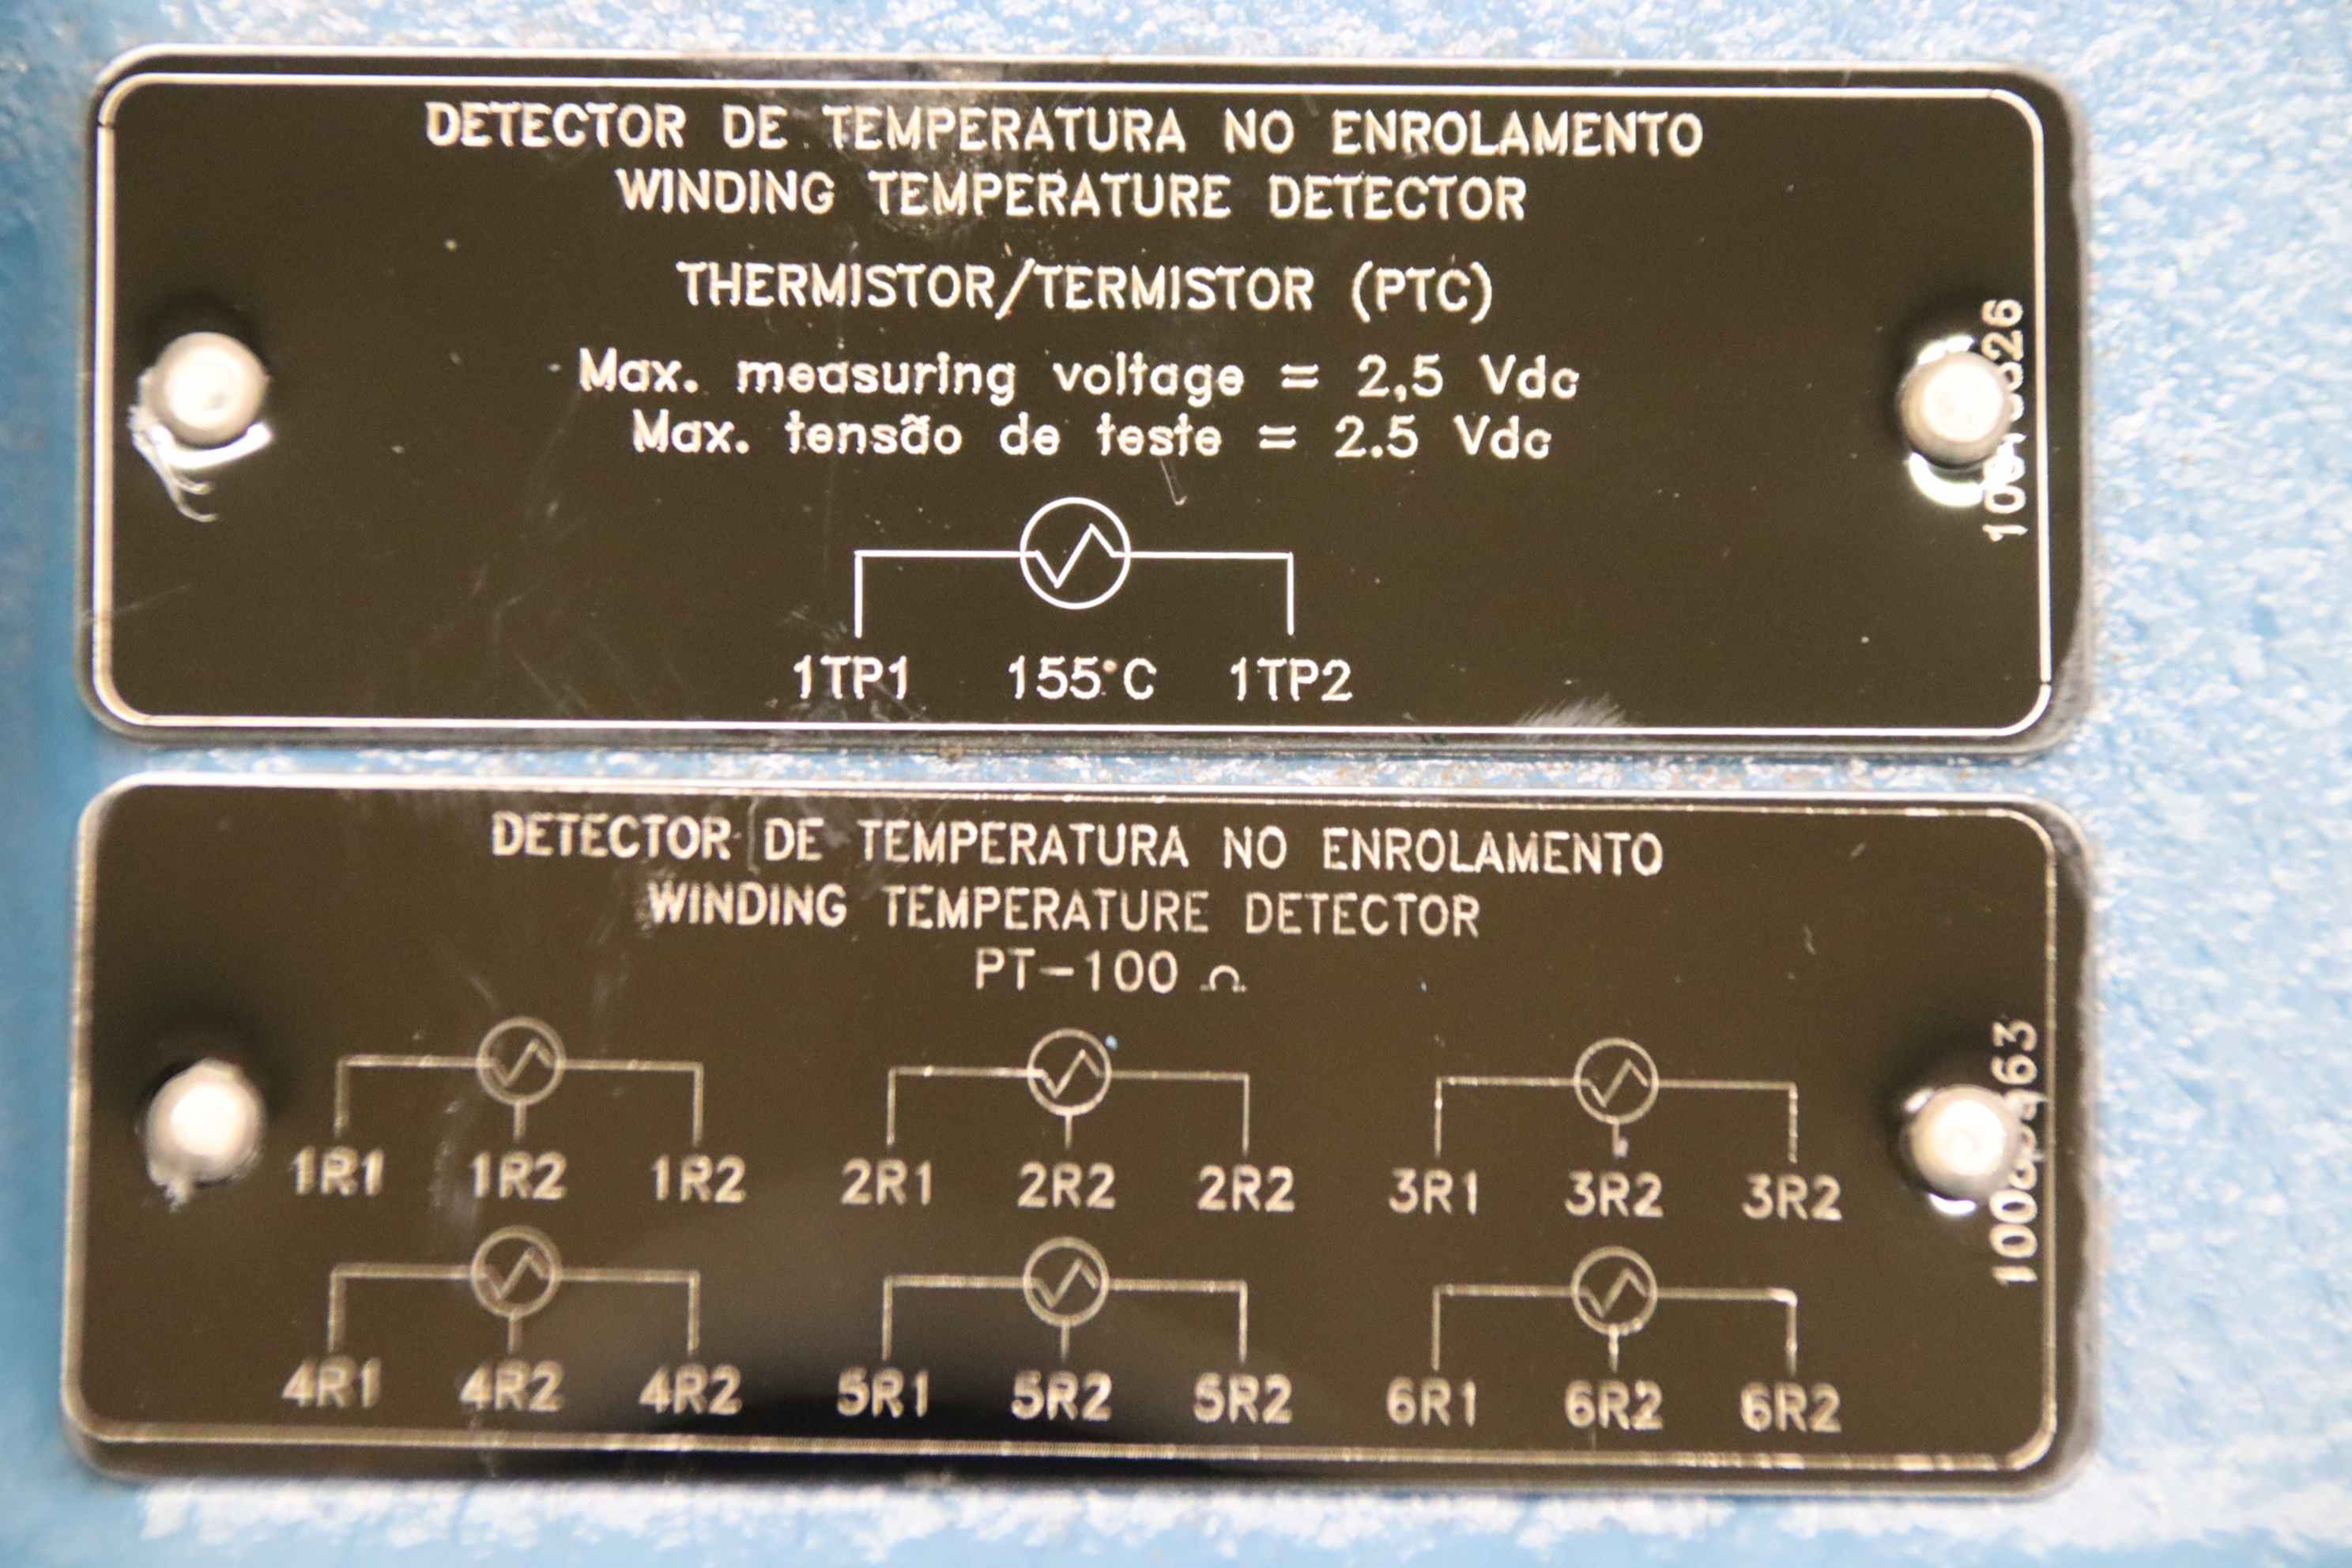 DETECTOR DE TEMPERATURA NO ENROLAMENTO
WINDING TEMPERATURE DETECTOR
THERMISTOR/TERMISTOR (PTC)
Max. measuring voltage = 2,5 Vdc
Max. tensão de teste = 2.5 Vdc
1TP1 155°C 1TP2
DETECTOR DE TEMPERATURA NO ENROLAMENTO
WINDING TEMPERATURE DETECTOR
PT-100 Ω
1R1 1R2 1R2 2R1 2R2 2R2 3R1 3R2 3R2
4R1 4R2 4R2 5R1 5R2 5R2 6R1 6R2 6R2